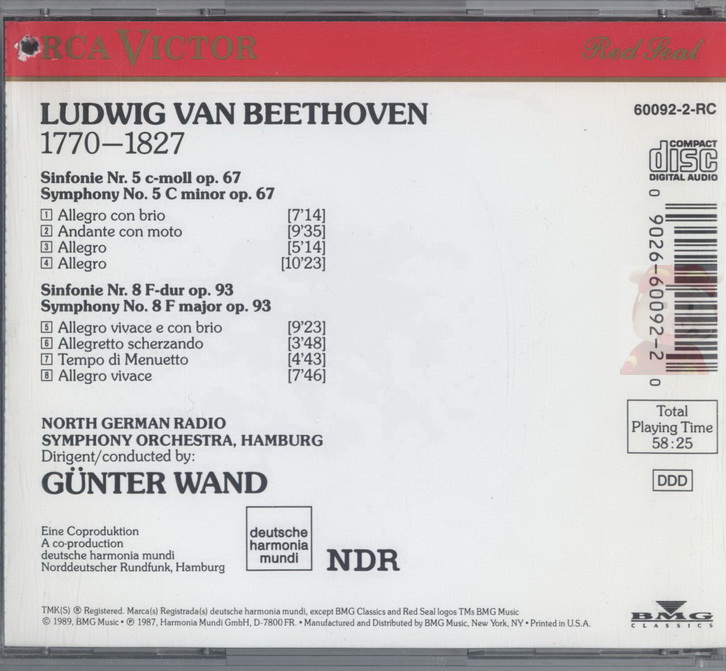 RCA VICTOR
Red Seal
LUDWIG VAN BEETHOVEN
1770–1827
60092-2-RC
COMPACT
disc
DIGITAL AUDIO
Sinfonie Nr. 5 c-moll op. 67
Symphony No. 5 C minor op. 67
1 Allegro con brio [7'14]
2 Andante con moto [9'35]
3 Allegro [5'14]
4 Allegro [10'23]
Sinfonie Nr. 8 F-dur op. 93
Symphony No. 8 F major op. 93
5 Allegro vivace e con brio [9'23]
6 Allegretto scherzando [3'48]
7 Tempo di Menuetto [4'43]
8 Allegro vivace [7'46]
0 9026-60092-2 0
Total
Playing Time
58:25
DDD
NORTH GERMAN RADIO
SYMPHONY ORCHESTRA, HAMBURG
Dirigent/conducted by:
GÜNTER WAND
Eine Coproduktion
A co-production
deutsche harmonia mundi
Norddeutscher Rundfunk, Hamburg
deutsche
harmonia
mundi
NDR
TMK(S) ® Registered. Marca(s) Registrada(s) deutsche harmonia mundi, except BMG Classics and Red Seal logos TMs BMG Music
© 1989, BMG Music • ℗ 1987, Harmonia Mundi GmbH, D-7800 FR. • Manufactured and Distributed by BMG Music, New York, NY • Printed in U.S.A.
BMG
CLASSICS